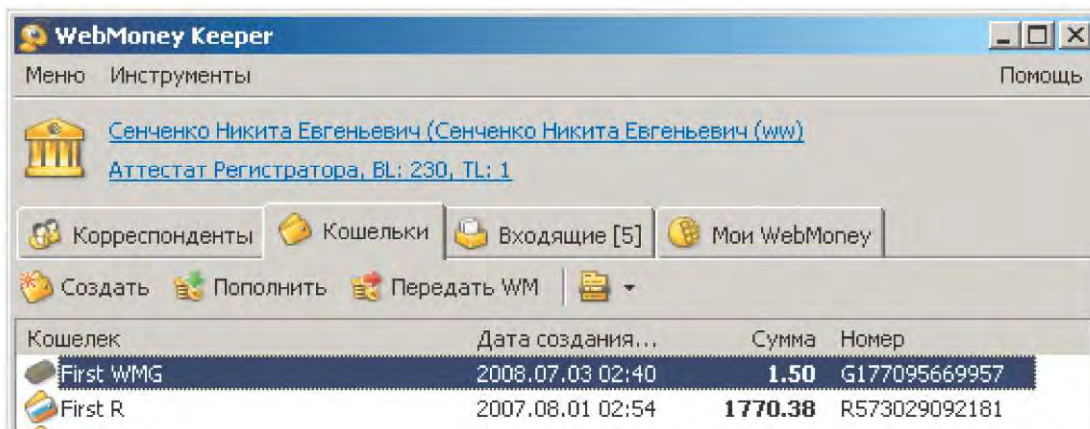 WebMoney Keeper
Меню Инструменты Помощь
Сенченко Никита Евгеньевич (Сенченко Никита Евгеньевич (ww)
Аттестат Регистратора, BL: 230, TL: 1
Корреспонденты Кошельки Входящие [5] Мои WebMoney
Создать Пополнить Передать WM
Кошелек Дата создания... Сумма Номер
First WMG 2008.07.03 02:40 1.50 G177095669957
First R 2007.08.01 02:54 1770.38 R573029092181